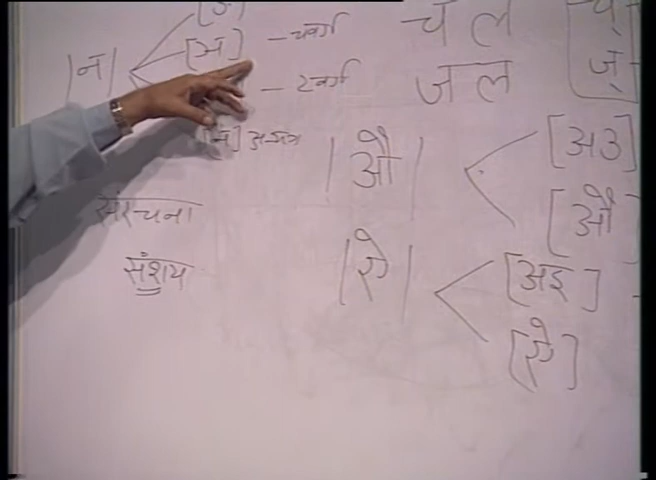 |न| [ञ] - चवर्ग
- टवर्ग
[न] अन्यत्र
संरचना
संशय
चल
जल
च्
ज्
|औ| [अउ]
[औ]
|ऐ| [अइ]
[ऐ]